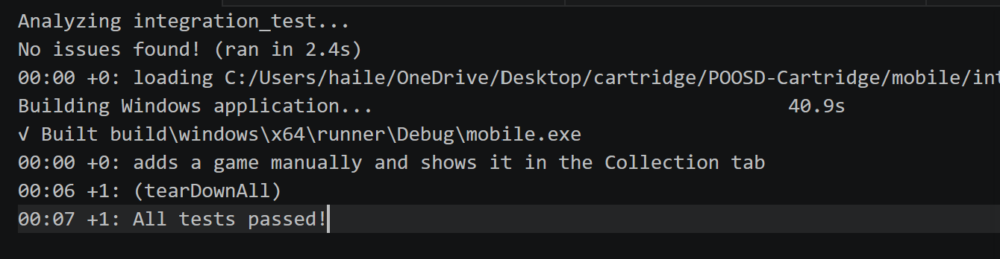 Analyzing integration_test...
No issues found! (ran in 2.4s)
00:00 +0: loading C:/Users/haile/OneDrive/Desktop/cartridge/POOSD-Cartridge/mobile/int
Building Windows application... 40.9s
√ Built build\windows\x64\runner\Debug\mobile.exe
00:00 +0: adds a game manually and shows it in the Collection tab
00:06 +1: (tearDownAll)
00:07 +1: All tests passed!